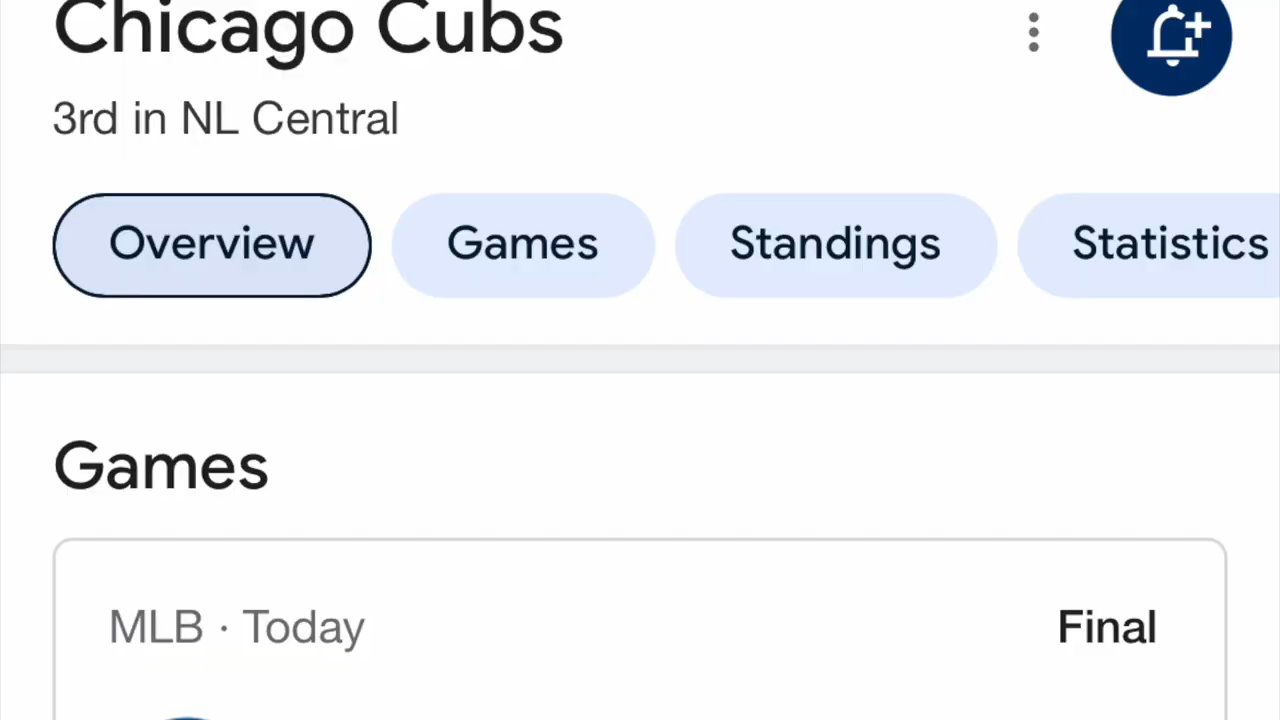 Chicago Cubs
3rd in NL Central
Overview Games Standings Statistics
Games
MLB · Today Final